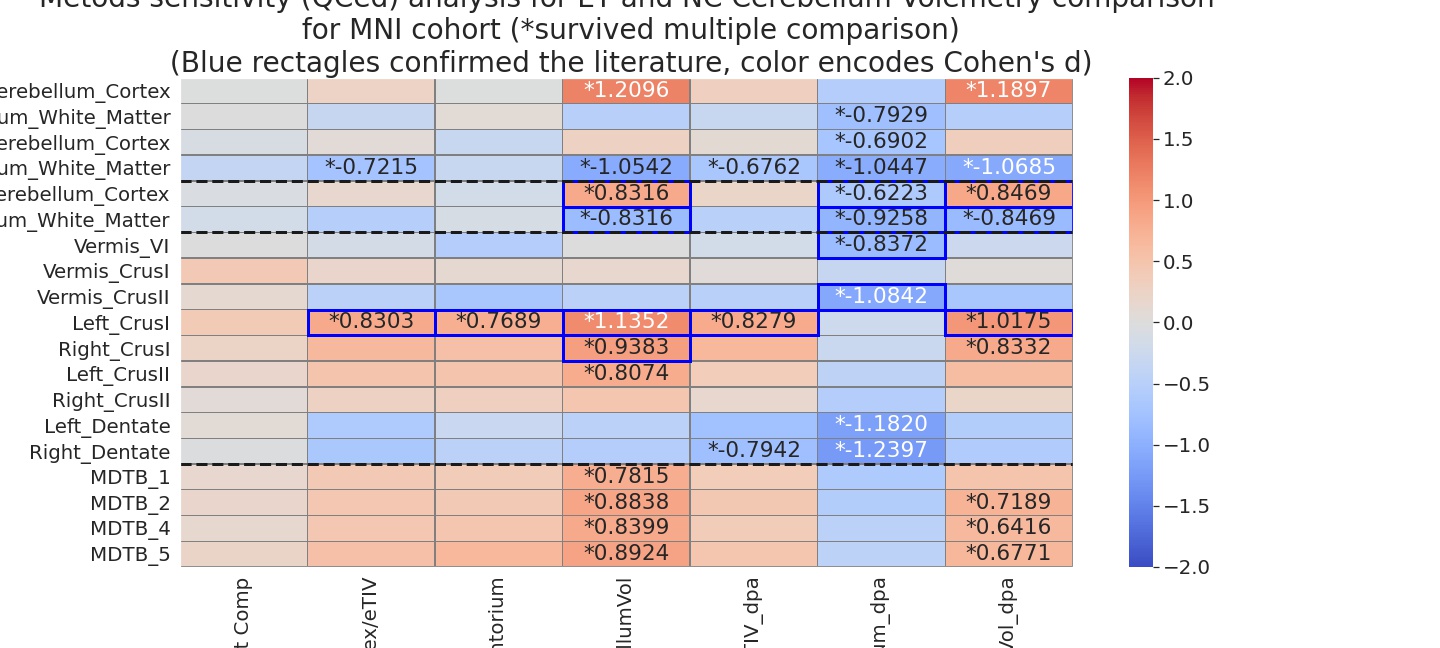 Metods sensitivity (QCed) analysis for ET and NC Cerebellum Volemetry comparison
for MNI cohort (*survived multiple comparison)
(Blue rectagles confirmed the literature, color encodes Cohen's d)
erebellum_Cortex *1.2096 *1.1897
um_White_Matter *-0.7929
erebellum_Cortex *-0.6902
um_White_Matter *-0.7215 *-1.0542 *-0.6762 *-1.0447 *-1.0685
erebellum_Cortex *0.8316 *-0.6223 *0.8469
um_White_Matter *-0.8316 *-0.9258 *-0.8469
Vermis_VI *-0.8372
Vermis_CrusI
Vermis_CrusII *-1.0842
Left_CrusI *0.8303 *0.7689 *1.1352 *0.8279 *1.0175
Right_CrusI *0.9383 *0.8332
Left_CrusII *0.8074
Right_CrusII
Left_Dentate *-1.1820
Right_Dentate *-0.7942 *-1.2397
MDTB_1 *0.7815
MDTB_2 *0.8838 *0.7189
MDTB_4 *0.8399 *0.6416
MDTB_5 *0.8924 *0.6771
t Comp
ex/eTIV
ntorium
llumVol
TIV_dpa
um_dpa
Vol_dpa
2.0
1.5
1.0
0.5
0.0
−0.5
−1.0
−1.5
−2.0